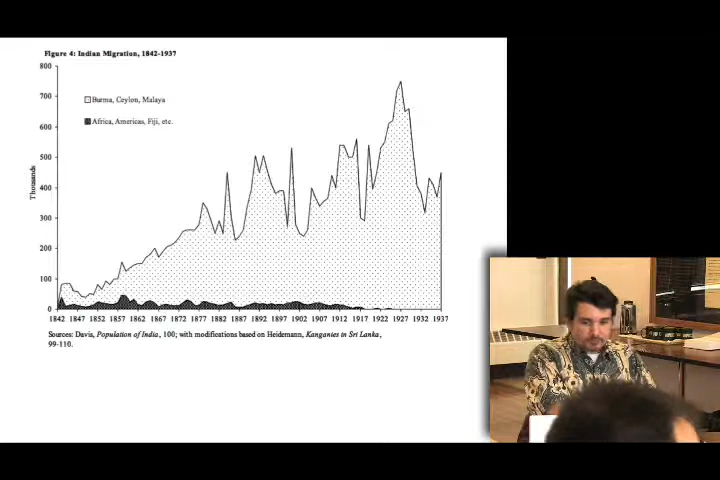 Figure 4: Indian Migration, 1842-1937
800
700
600
500
400
300
200
100
0
Thousands
Burma, Ceylon, Malaya
Africa, Americas, Fiji, etc.
1842 1847 1852 1857 1862 1867 1872 1877 1882 1887 1892 1897 1902 1907 1912 1917 1922 1927 1932 1937
Sources: Davis, Population of India, 100; with modifications based on Heidemann, Kanganies in Sri Lanka,
99-110.